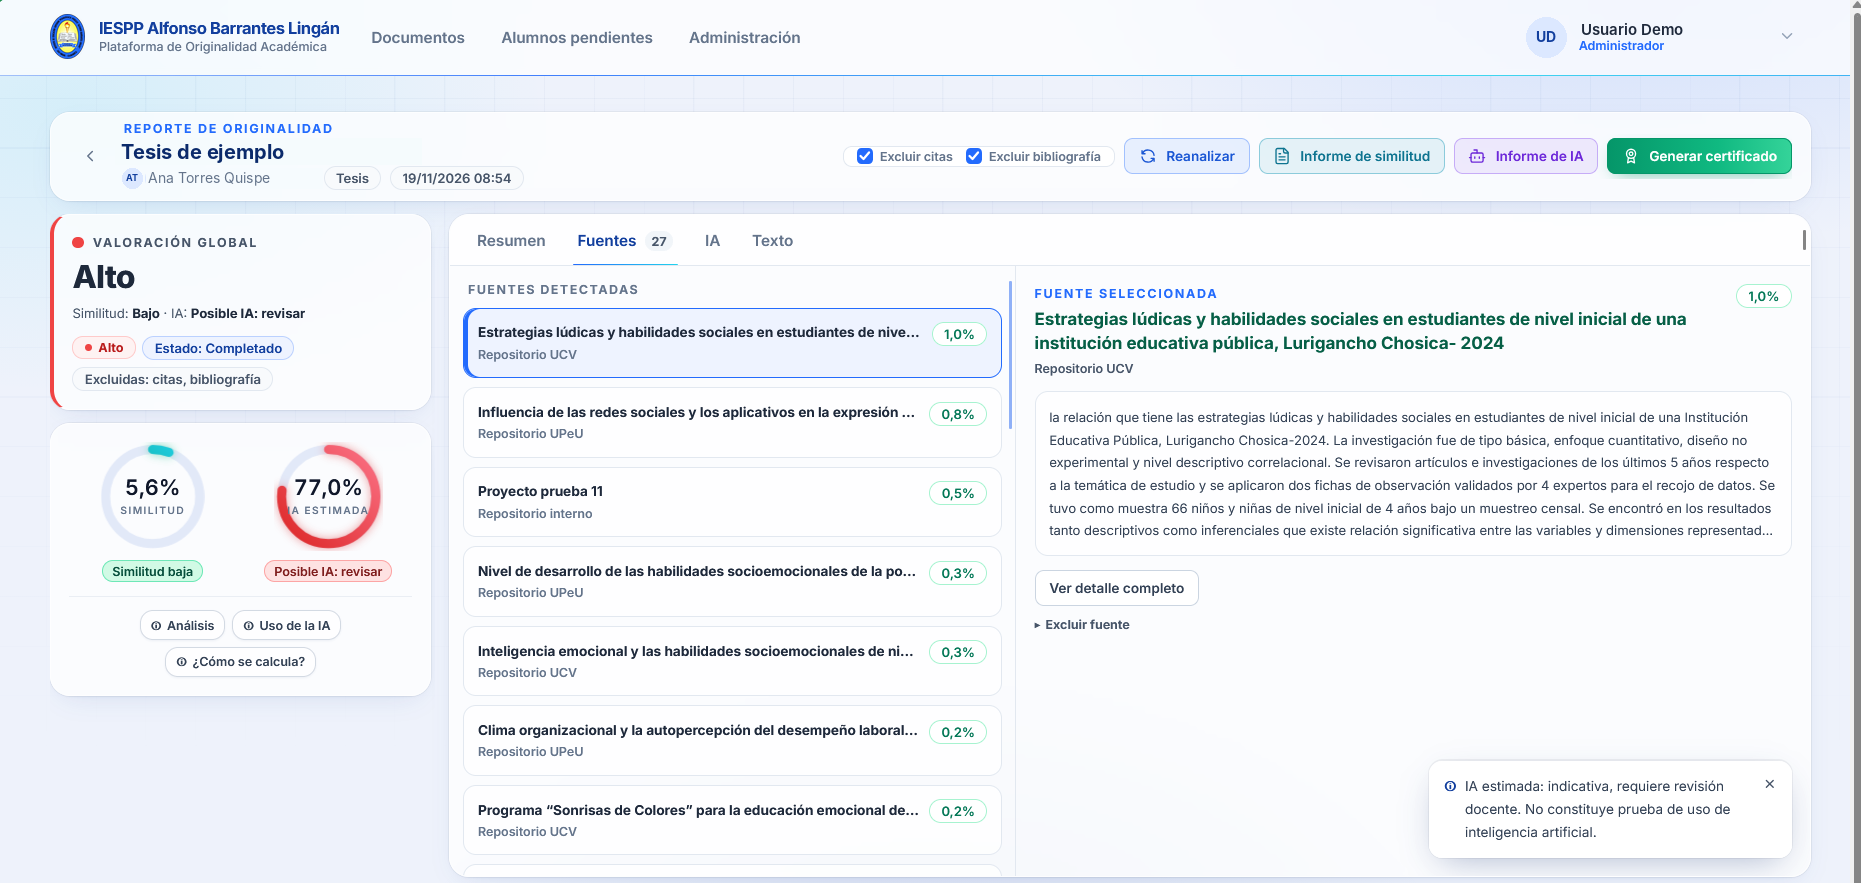 IESPP Alfonso Barrantes Lingán
Plataforma de Originalidad Académica
Documentos
Alumnos pendientes
Administración
UD
Usuario Demo
Administrador
REPORTE DE ORIGINALIDAD
Tesis de ejemplo
AT
Ana Torres Quispe
Tesis
19/11/2026 08:54
Excluir citas
Excluir bibliografía
Reanalizar
Informe de similitud
Informe de IA
Generar certificado
VALORACIÓN GLOBAL
Alto
Similitud: Bajo · IA: Posible IA: revisar
Alto
Estado: Completado
Excluidas: citas, bibliografía
5,6%
SIMILITUD
Similitud baja
77,0%
IA ESTIMADA
Posible IA: revisar
Análisis
Uso de la IA
¿Cómo se calcula?
Resumen
Fuentes 27
IA
Texto
FUENTES DETECTADAS
Estrategias lúdicas y habilidades sociales en estudiantes de nive...
1,0%
Repositorio UCV
Influencia de las redes sociales y los aplicativos en la expresión ...
0,8%
Repositorio UPeU
Proyecto prueba 11
0,5%
Repositorio interno
Nivel de desarrollo de las habilidades socioemocionales de la po...
0,3%
Repositorio UPeU
Inteligencia emocional y las habilidades socioemocionales de ni...
0,3%
Repositorio UCV
Clima organizacional y la autopercepción del desempeño laboral...
0,2%
Repositorio UPeU
Programa “Sonrisas de Colores” para la educación emocional de...
0,2%
Repositorio UCV
FUENTE SELECCIONADA
1,0%
Estrategias lúdicas y habilidades sociales en estudiantes de nivel inicial de una
institución educativa pública, Lurigancho Chosica- 2024
Repositorio UCV
la relación que tiene las estrategias lúdicas y habilidades sociales en estudiantes de nivel inicial de una Institución
Educativa Pública, Lurigancho Chosica-2024. La investigación fue de tipo básica, enfoque cuantitativo, diseño no
experimental y nivel descriptivo correlacional. Se revisaron artículos e investigaciones de los últimos 5 años respecto
a la temática de estudio y se aplicaron dos fichas de observación validados por 4 expertos para el recojo de datos. Se
tuvo como muestra 66 niños y niñas de nivel inicial de 4 años bajo un muestreo censal. Se encontró en los resultados
tanto descriptivos como inferenciales que existe relación significativa entre las variables y dimensiones representad...
Ver detalle completo
Excluir fuente
IA estimada: indicativa, requiere revisión
docente. No constituye prueba de uso de
inteligencia artificial.